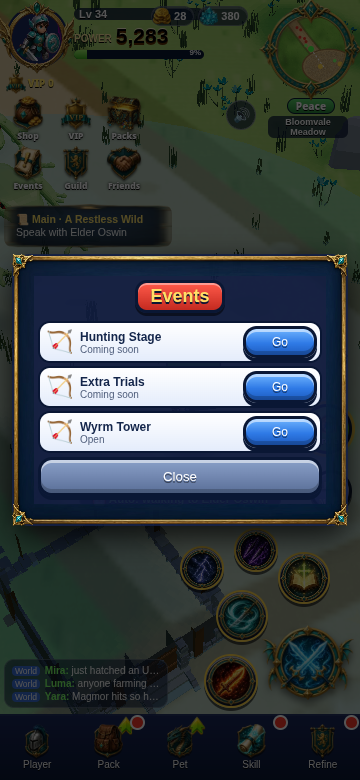 Lv 34
28
380
POWER 5,283
9%
VIP 0
Peace
Bloomvale
Meadow
Shop
VIP
Packs
Events
Guild
Friends
Main · A Restless Wild
Speak with Elder Oswin
Events
Hunting Stage
Coming soon
Go
Extra Trials
Coming soon
Go
Wyrm Tower
Open
Go
Close
World Mira: just hatched an U…
World Luma: anyone farming …
World Yara: Magmor hits so h…
Player
Pack
Pet
Skill
Refine